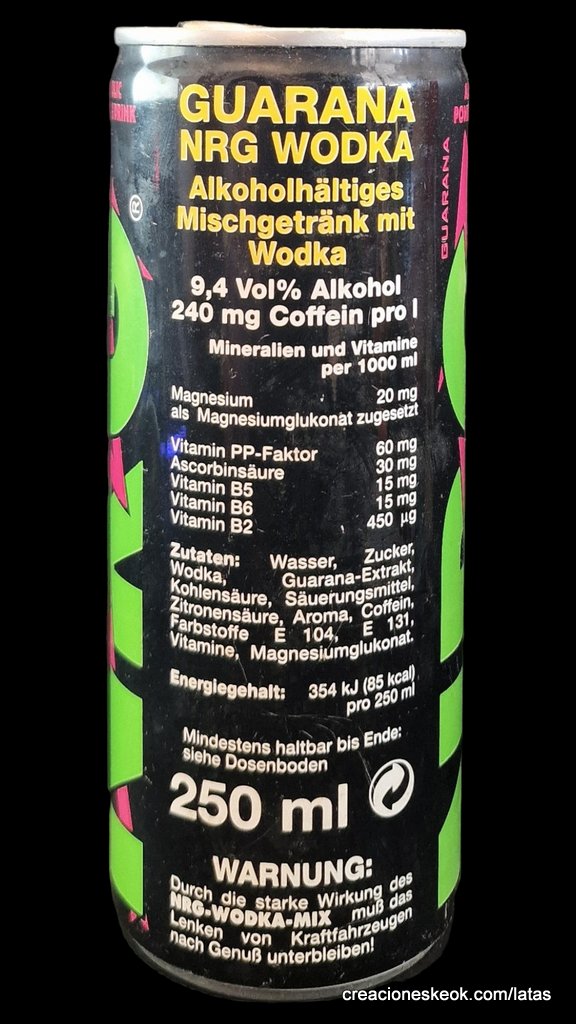 GUARANA
NRG WODKA
Alkoholhältiges
Mischgetränk mit
Wodka
9,4 Vol% Alkohol
240 mg Coffein pro l
Mineralien und Vitamine
per 1000 ml
Magnesium 20 mg
als Magnesiumglukonat zugesetzt
Vitamin PP-Faktor 60 mg
Ascorbinsäure 30 mg
Vitamin B5 15 mg
Vitamin B6 15 mg
Vitamin B2 450 µg
Zutaten: Wasser, Zucker,
Wodka, Guarana-Extrakt,
Kohlensäure, Säuerungsmittel,
Zitronensäure, Aroma, Coffein,
Farbstoffe E 104, E 131,
Vitamine, Magnesiumglukonat.
Energiegehalt: 354 kJ (85 kcal)
pro 250 ml
Mindestens haltbar bis Ende:
siehe Dosenboden
250 ml
WARNUNG:
Durch die starke Wirkung des
NRG-WODKA-MIX muß das
Lenken von Kraftfahrzeugen
nach Genuß unterbleiben!
DRINK
®
GUARANA
creacioneskeok.com/latas